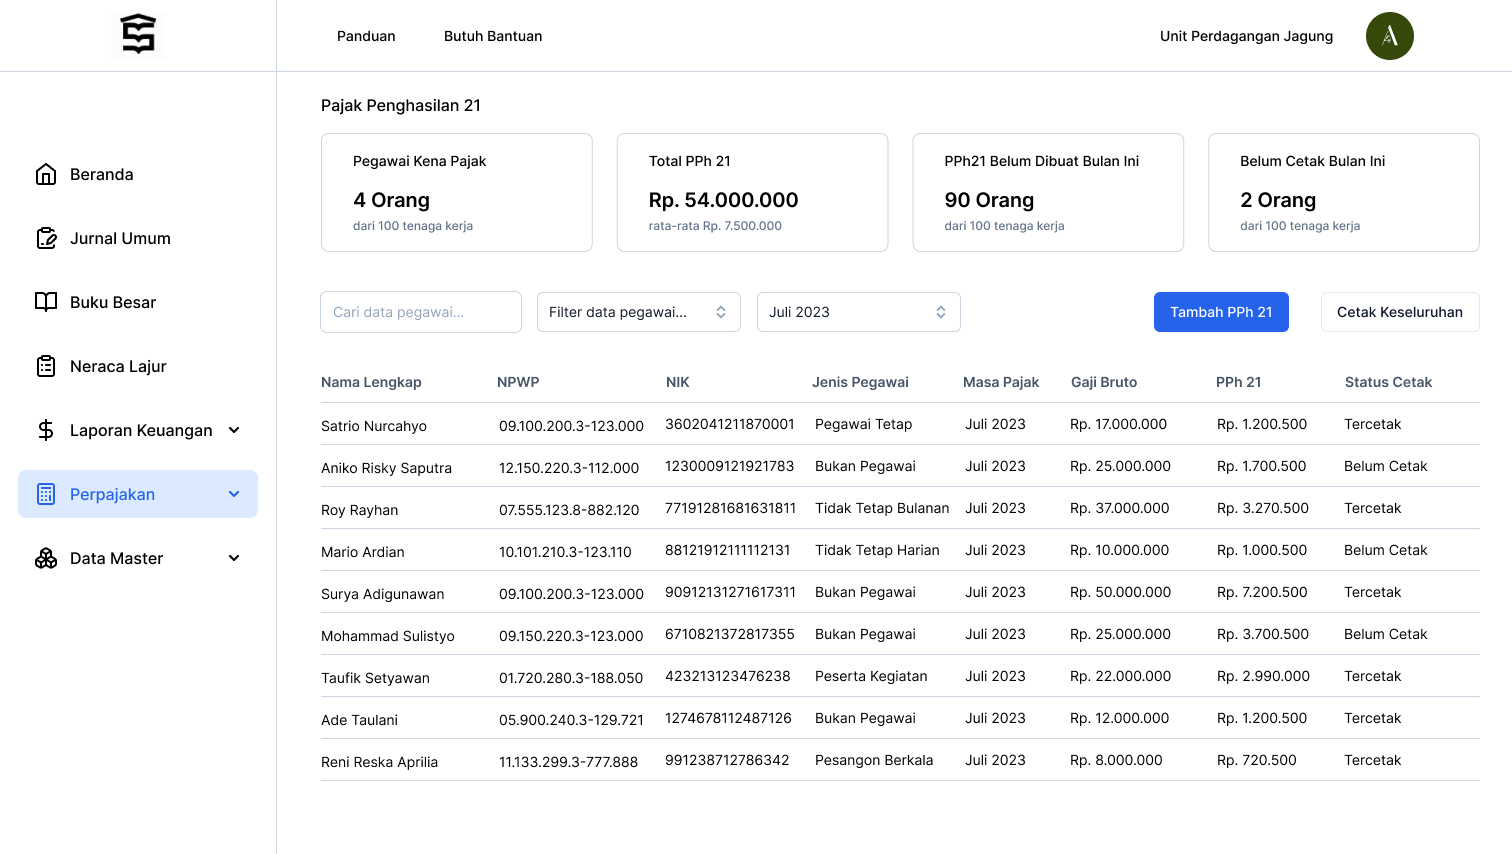 Panduan Butuh Bantuan Unit Perdagangan Jagung A
Beranda
Jurnal Umum
Buku Besar
Neraca Lajur
Laporan Keuangan
Perpajakan
Data Master
Pajak Penghasilan 21
Pegawai Kena Pajak
4 Orang
dari 100 tenaga kerja
Total PPh 21
Rp. 54.000.000
rata-rata Rp. 7.500.000
PPh21 Belum Dibuat Bulan Ini
90 Orang
dari 100 tenaga kerja
Belum Cetak Bulan Ini
2 Orang
dari 100 tenaga kerja
Cari data pegawai... Filter data pegawai... Juli 2023 Tambah PPh 21 Cetak Keseluruhan
Nama Lengkap NPWP NIK Jenis Pegawai Masa Pajak Gaji Bruto PPh 21 Status Cetak
Satrio Nurcahyo 09.100.200.3-123.000 3602041211870001 Pegawai Tetap Juli 2023 Rp. 17.000.000 Rp. 1.200.500 Tercetak
Aniko Risky Saputra 12.150.220.3-112.000 1230009121921783 Bukan Pegawai Juli 2023 Rp. 25.000.000 Rp. 1.700.500 Belum Cetak
Roy Rayhan 07.555.123.8-882.120 77191281681631811 Tidak Tetap Bulanan Juli 2023 Rp. 37.000.000 Rp. 3.270.500 Tercetak
Mario Ardian 10.101.210.3-123.110 88121912111112131 Tidak Tetap Harian Juli 2023 Rp. 10.000.000 Rp. 1.000.500 Belum Cetak
Surya Adigunawan 09.100.200.3-123.000 90912131271617311 Bukan Pegawai Juli 2023 Rp. 50.000.000 Rp. 7.200.500 Tercetak
Mohammad Sulistyo 09.150.220.3-123.000 6710821372817355 Bukan Pegawai Juli 2023 Rp. 25.000.000 Rp. 3.700.500 Belum Cetak
Taufik Setyawan 01.720.280.3-188.050 423213123476238 Peserta Kegiatan Juli 2023 Rp. 22.000.000 Rp. 2.990.000 Tercetak
Ade Taulani 05.900.240.3-129.721 1274678112487126 Bukan Pegawai Juli 2023 Rp. 12.000.000 Rp. 1.200.500 Tercetak
Reni Reska Aprilia 11.133.299.3-777.888 991238712786342 Pesangon Berkala Juli 2023 Rp. 8.000.000 Rp. 720.500 Tercetak